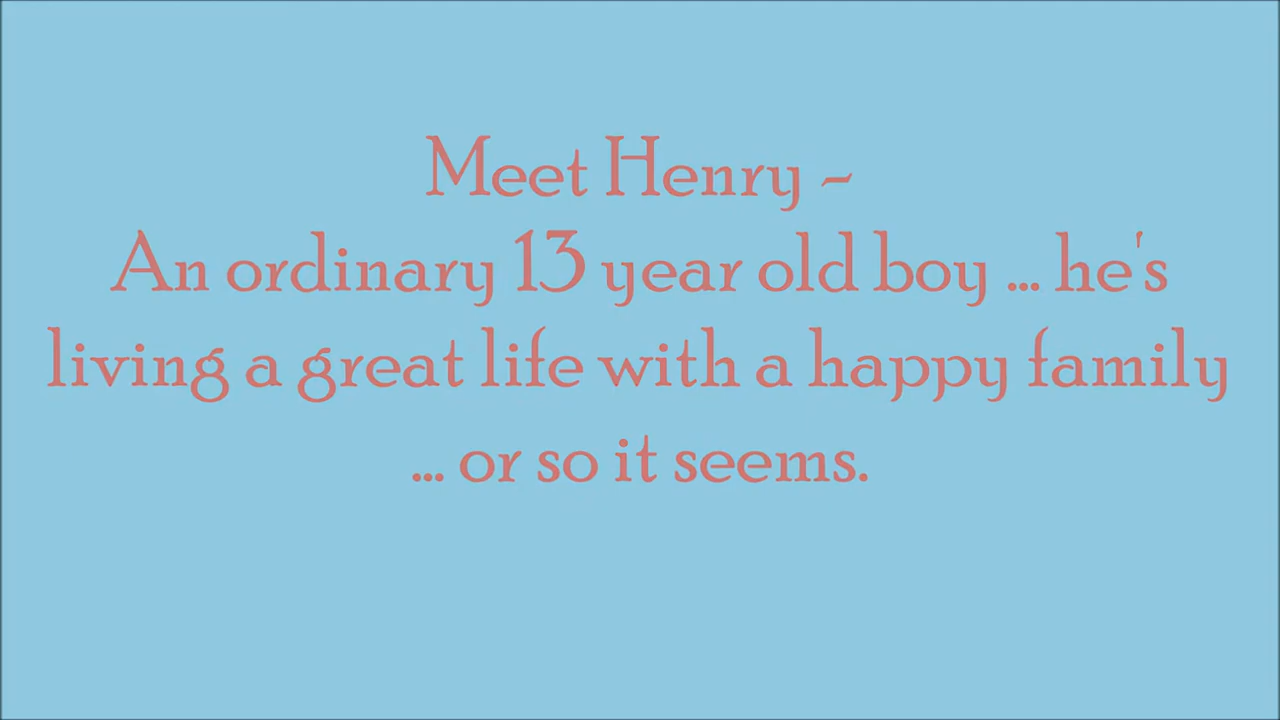 Meet Henry -
An ordinary 13 year old boy ... he's
living a great life with a happy family
... or so it seems.